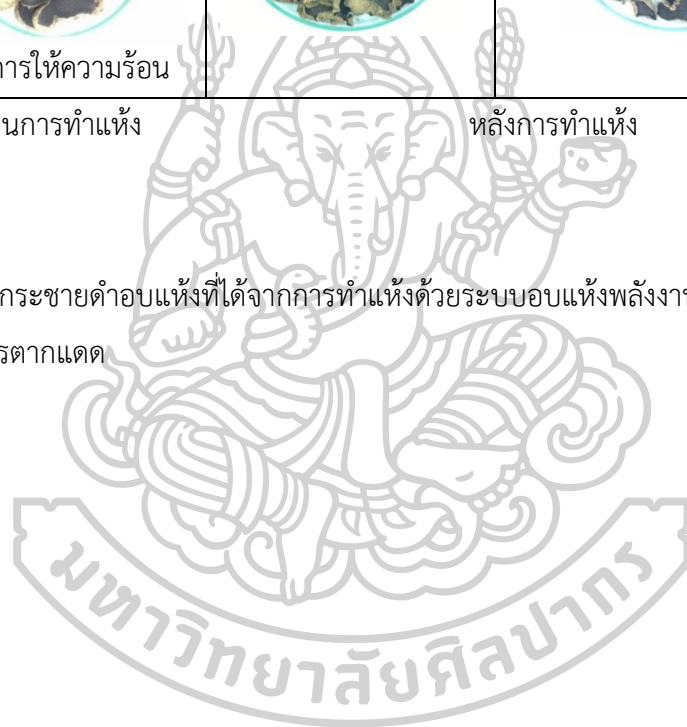 การให้ความร้อน
นการทำแห้ง หลังการทำแห้ง
กระชายดำอบแห้งที่ได้จากการทำแห้งด้วยระบบอบแห้งพลังงา
รตากแดด
มหาวิทยาลัยศิลปากร